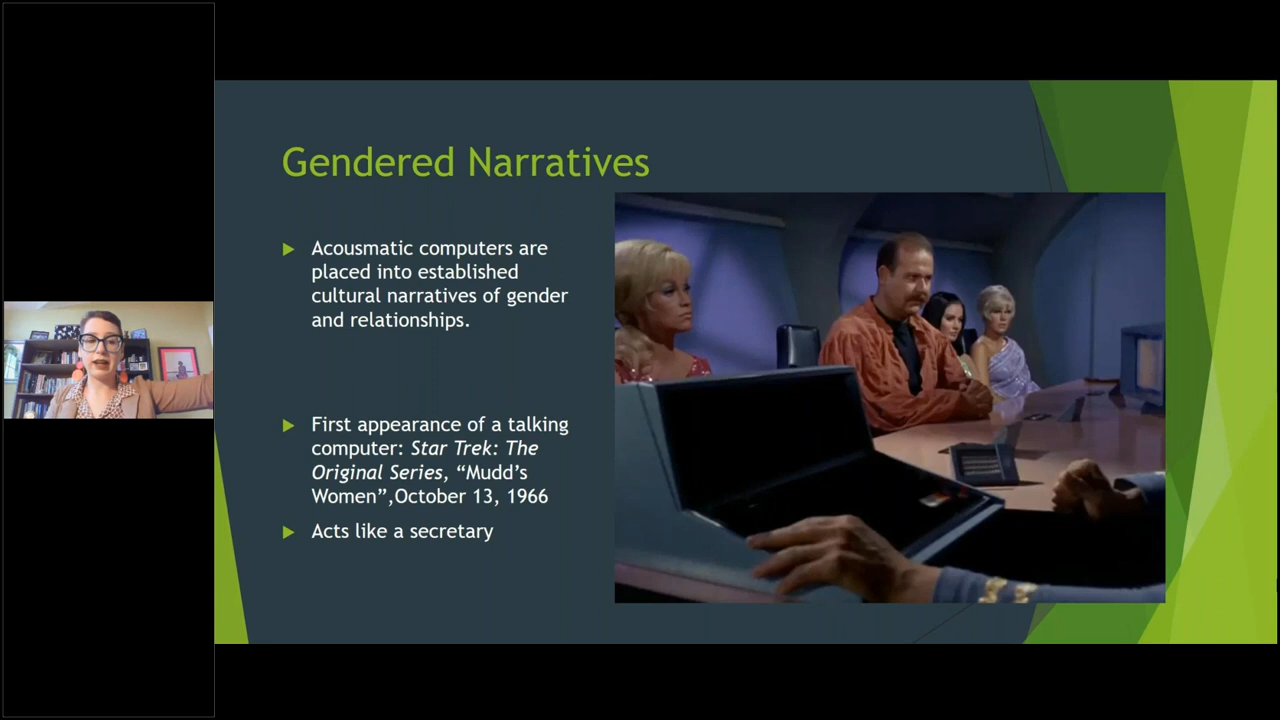 Gendered Narratives
Acousmatic computers are
placed into established
cultural narratives of gender
and relationships.
First appearance of a talking
computer: Star Trek: The
Original Series, “Mudd’s
Women”,October 13, 1966
Acts like a secretary